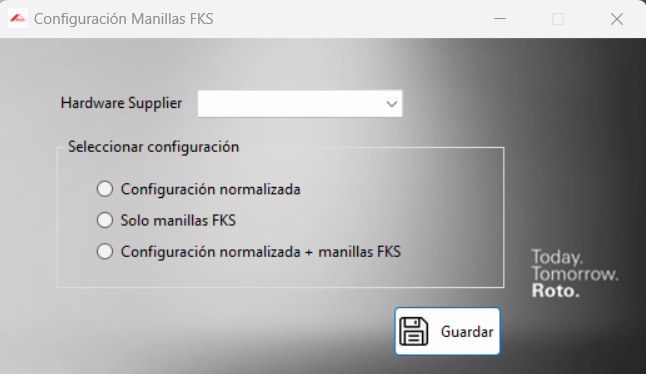 Configuración Manillas FKS
Hardware Supplier
Seleccionar configuración
Configuración normalizada
Solo manillas FKS
Configuración normalizada + manillas FKS
Today.
Tomorrow.
Roto.
Guardar